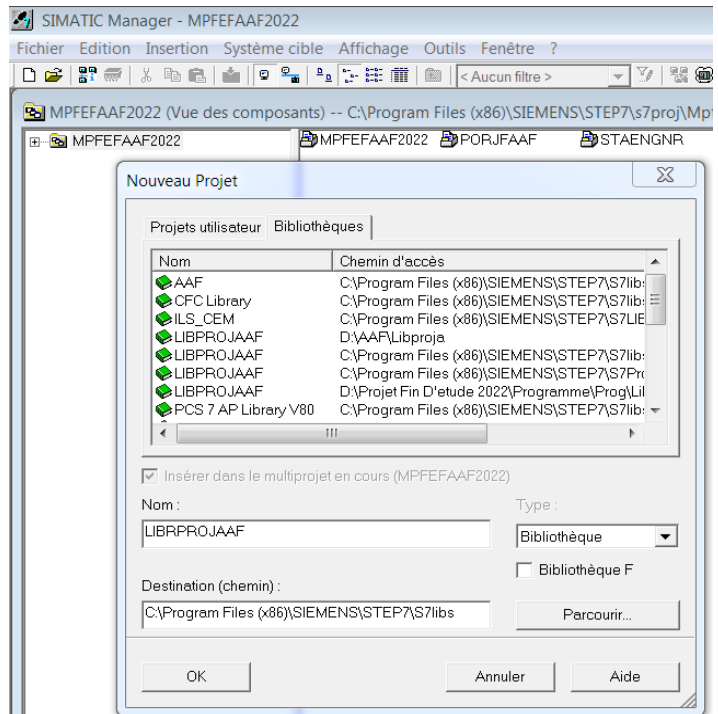 SIMATIC Manager - MPFEFAAF2022
Fichier Edition Insertion Système cible Affichage Outils Fenêtre ?
< Aucun filtre >
MPFEFAAF2022 (Vue des composants) -- C:\Program Files (x86)\SIEMENS\STEP7\s7proj\Mpf
MPFEFAAF2022 MPFEFAAF2022 PORJFAAF STAENGNR
Nouveau Projet
Projets utilisateur Bibliothèques
Nom Chemin d'accès
AAF C:\Program Files (x86)\SIEMENS\STEP7\S7libs
CFC Library C:\Program Files (x86)\SIEMENS\STEP7\S7libs
ILS_CEM C:\Program Files (x86)\SIEMENS\STEP7\S7LIE
LIBPROJAAF D:\AAF\Libproja
LIBPROJAAF C:\Program Files (x86)\SIEMENS\STEP7\S7libs
LIBPROJAAF C:\Program Files (x86)\SIEMENS\STEP7\S7Pro
LIBPROJAAF D:\Projet Fin D'etude 2022\Programme\Prog\Lil
PCS 7 AP Library V80 C:\Program Files (x86)\SIEMENS\STEP7\S7libs
Insérer dans le multiprojet en cours (MPFEFAAF2022)
Nom : Type :
LIBRPROJAAF Bibliothèque
Bibliothèque F
Destination (chemin) :
C:\Program Files (x86)\SIEMENS\STEP7\S7libs Parcourir...
OK Annuler Aide